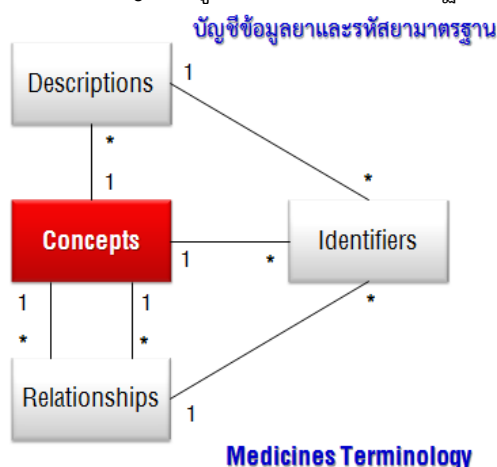 บัญชีข้อมูลยาและรหัสยามาตรฐาน
Descriptions
1
*
*
1
Concepts
1
*
Identifiers
1
1
*
*
*
Relationships
1
Medicines Terminology